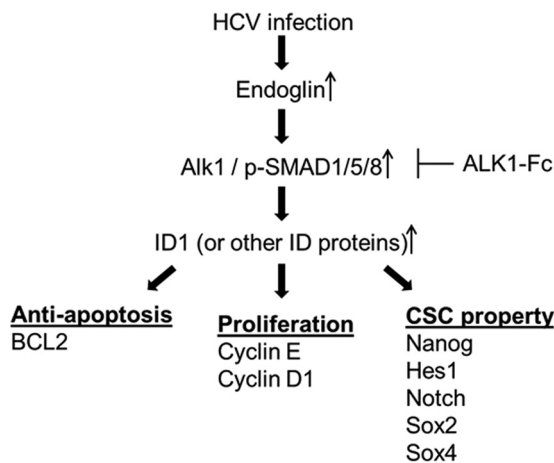 HCV infection
Endoglin↑
Alk1 / p-SMAD1/5/8↑
ALK1-Fc
ID1 (or other ID proteins)↑
Anti-apoptosis
BCL2
Proliferation
Cyclin E
Cyclin D1
CSC property
Nanog
Hes1
Notch
Sox2
Sox4